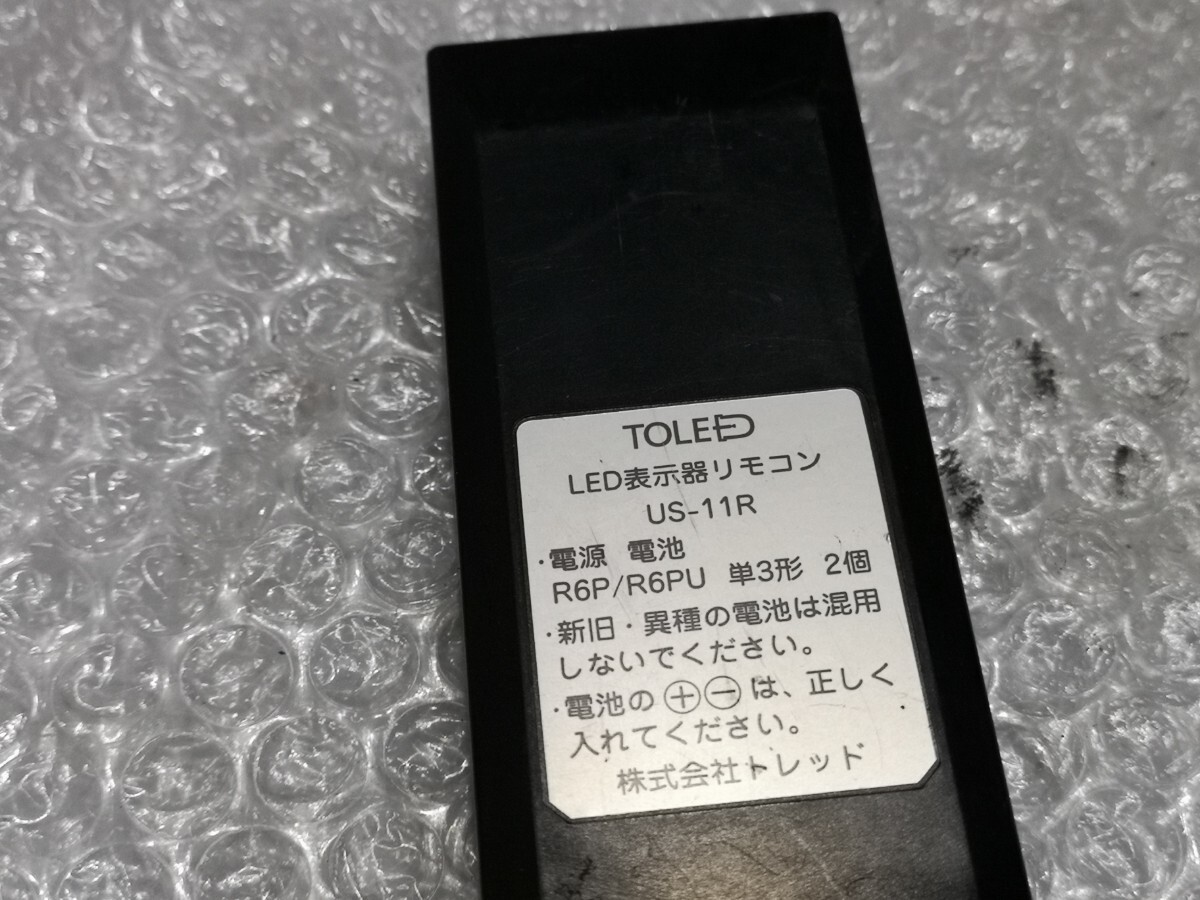 TOLED
LED表示器リモコン
US-11R
・電源 電池
R6P/R6PU 単3形 2個
・新旧・異種の電池は混用
しないでください。
・電池の⊕⊖は、正しく
入れてください。
株式会社トレッド